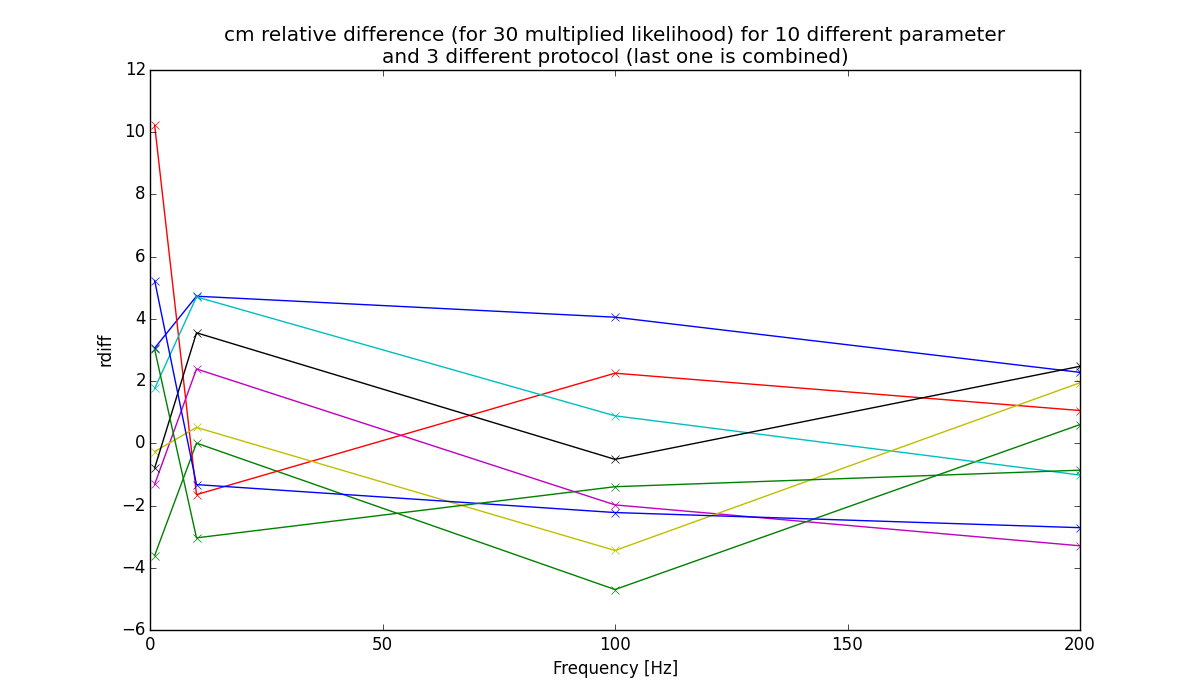 cm relative difference (for 30 multiplied likelihood) for 10 different parameter
and 3 different protocol (last one is combined)
12
10
8
6
4
2
0
−2
−4
−6
rdiff
0 50 100 150 200
Frequency [Hz]